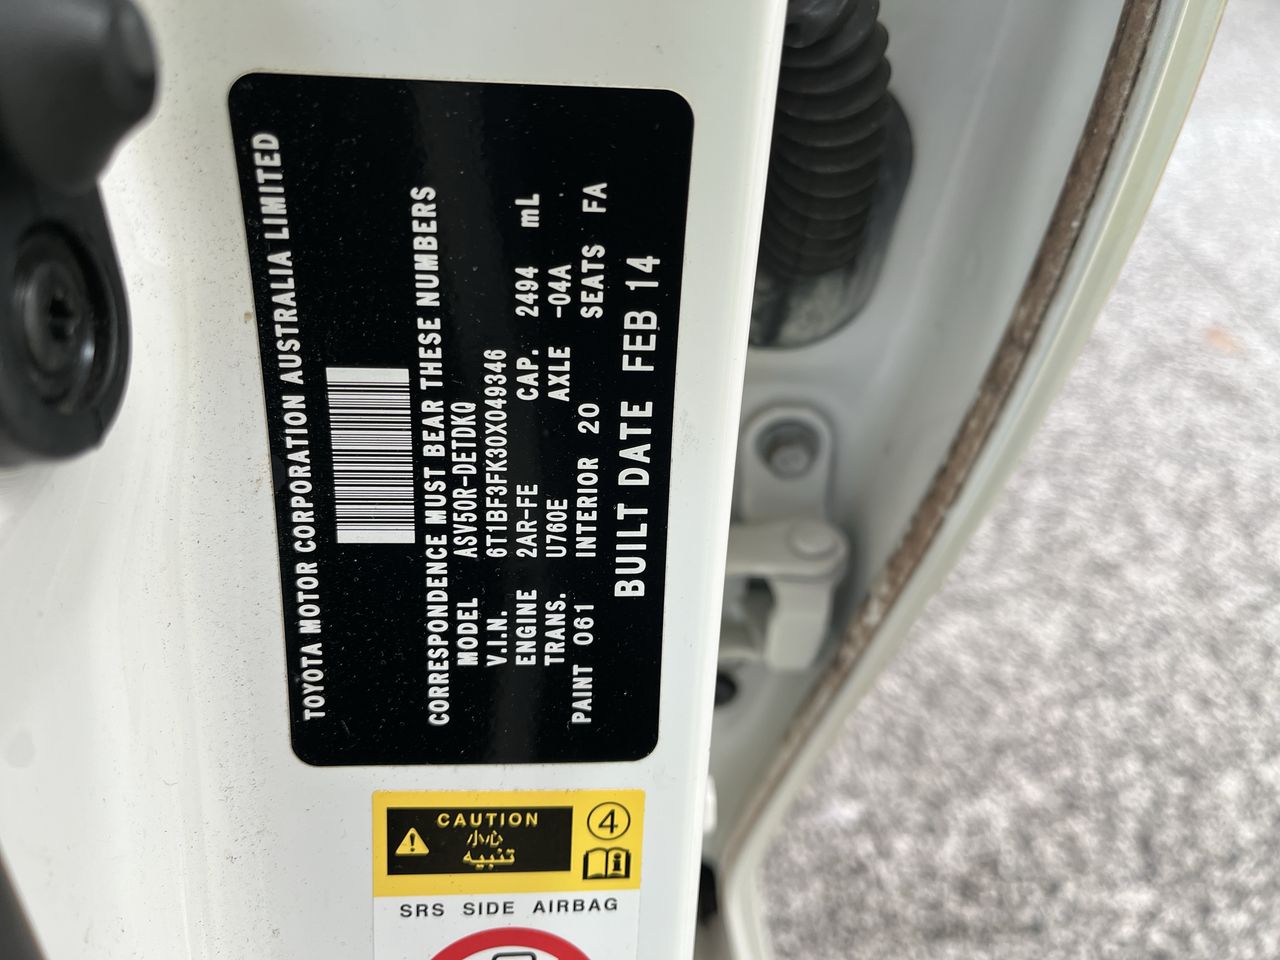 TOYOTA MOTOR CORPORATION AUSTRALIA LIMITED
CORRESPONDENCE MUST BEAR THESE NUMBERS
MODEL ASV50R-DETDKQ
V.I.N. 6T1BF3FK30X049346
ENGINE 2AR-FE CAP. 2494 mL
TRANS. U760E AXLE -04A
PAINT 061 INTERIOR 20 SEATS FA
BUILT DATE FEB 14
CAUTION
小心
تنبيه
4
i
SRS SIDE AIRBAG